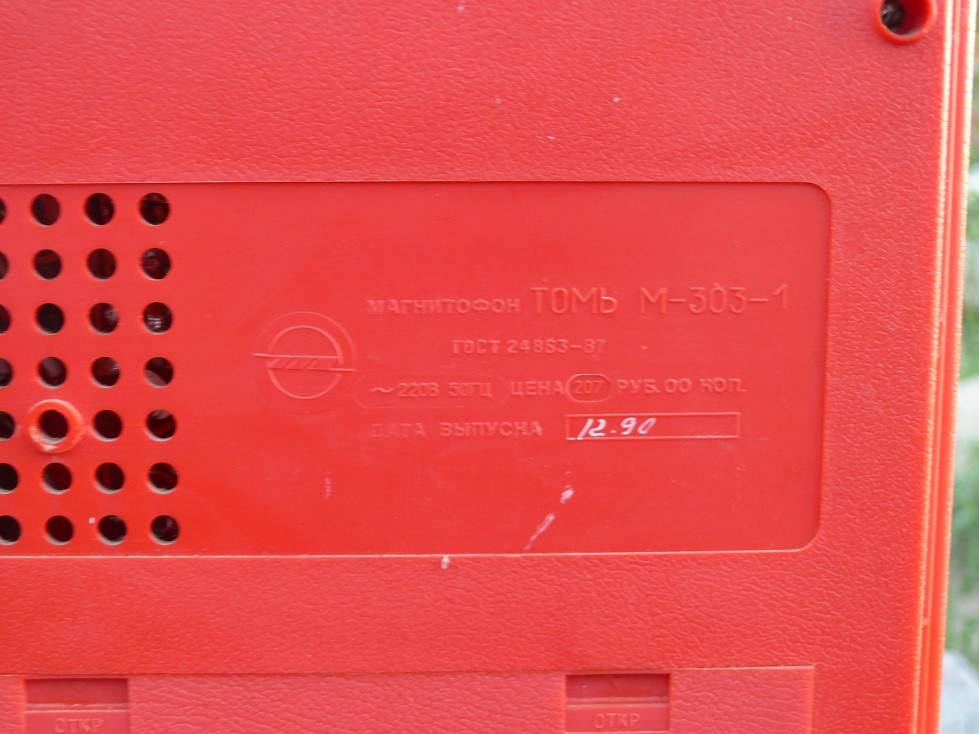 МАГНИТОФОН ТОМЬ М-303-1
ГОСТ 24863-87
~220В 50ГЦ ЦЕНА 207 РУБ. 00 КОП.
ДАТА ВЫПУСКА 12.90
ОТКР ОТКР